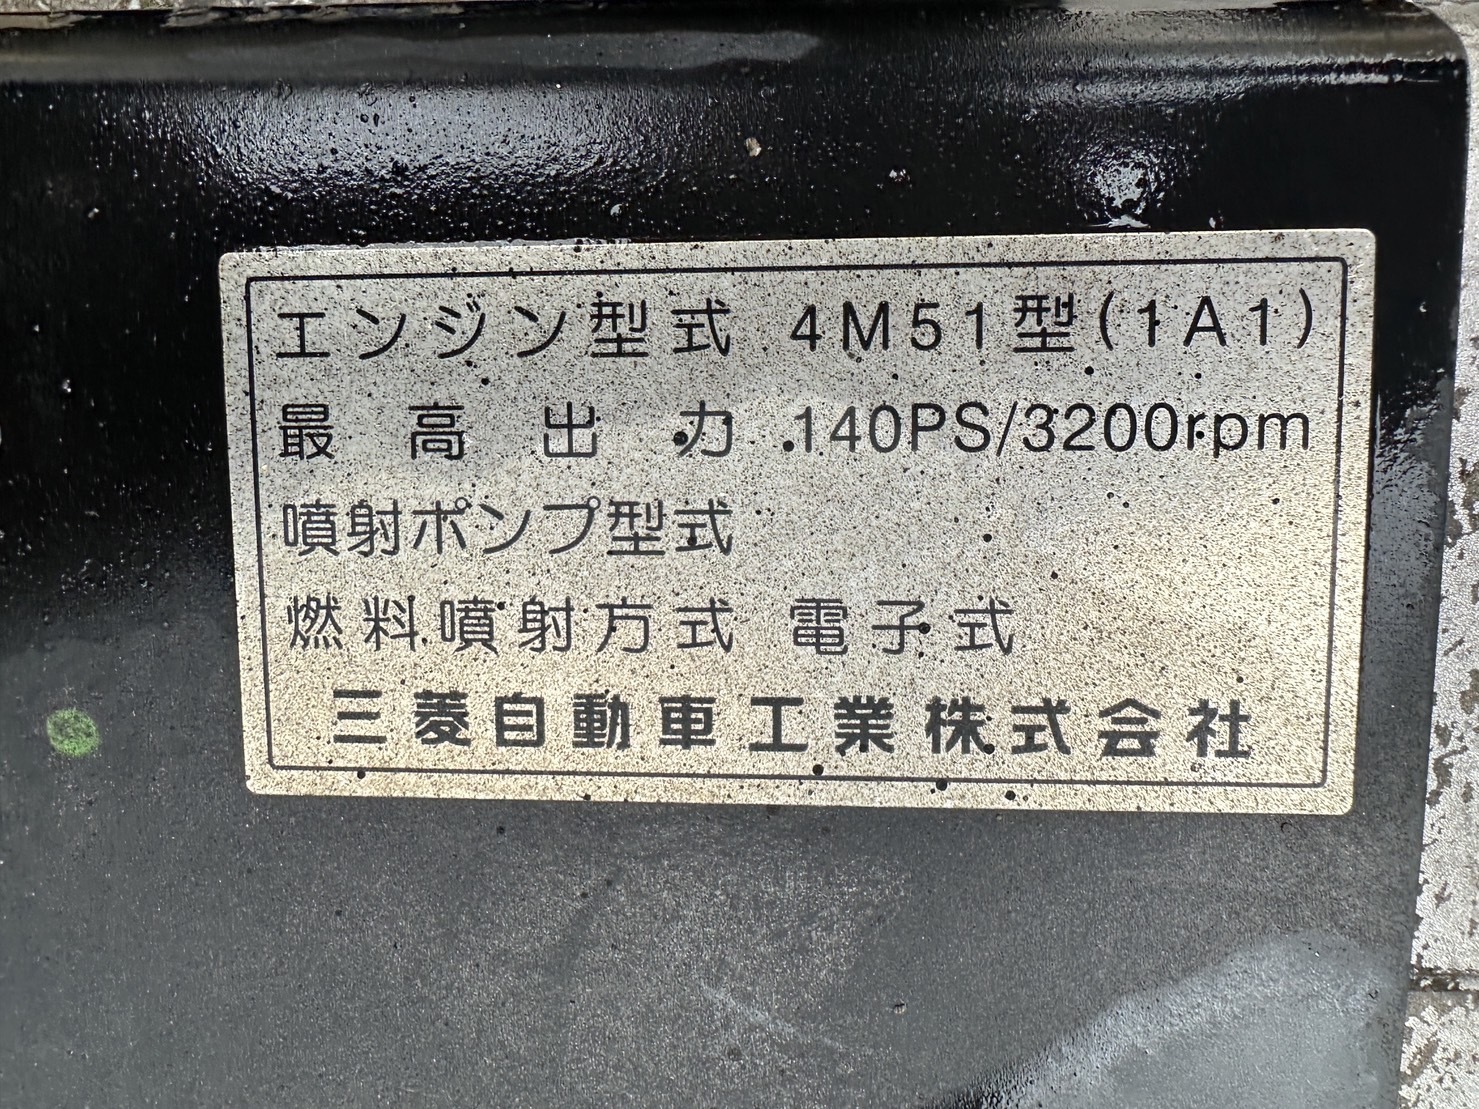 エンジン型式 4M51型(1A1)
最高出力 140PS/3200rpm
噴射ポンプ型式
燃料噴射方式 電子式
三菱自動車工業株式会社